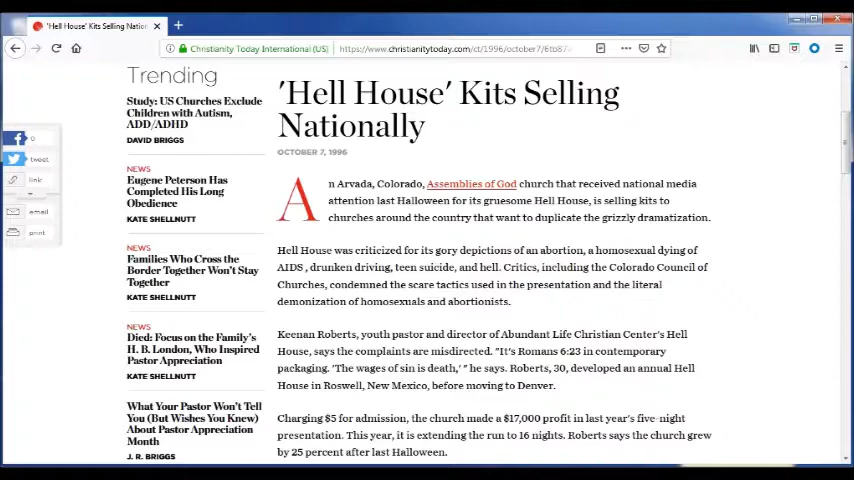 'Hell House' Kits Selling Nation
Christianity Today International (US)
https://www.christianitytoday.com/ct/1996/october7/6tb87
Trending
Study: US Churches Exclude
Children with Autism,
ADD/ADHD
DAVID BRIGGS
NEWS
Eugene Peterson Has
Completed His Long
Obedience
KATE SHELLNUTT
NEWS
Families Who Cross the
Border Together Won't Stay
Together
KATE SHELLNUTT
NEWS
Died: Focus on the Family's
H. B. London, Who Inspired
Pastor Appreciation
KATE SHELLNUTT
What Your Pastor Won't Tell
You (But Wishes You Knew)
About Pastor Appreciation
Month
J. R. BRIGGS
0
tweet
link
email
print
'Hell House' Kits Selling
Nationally
OCTOBER 7, 1996
An Arvada, Colorado, Assemblies of God church that received national media
attention last Halloween for its gruesome Hell House, is selling kits to
churches around the country that want to duplicate the grizzly dramatization.
Hell House was criticized for its gory depictions of an abortion, a homosexual dying of
AIDS , drunken driving, teen suicide, and hell. Critics, including the Colorado Council of
Churches, condemned the scare tactics used in the presentation and the literal
demonization of homosexuals and abortionists.
Keenan Roberts, youth pastor and director of Abundant Life Christian Center's Hell
House, says the complaints are misdirected. "It's Romans 6:23 in contemporary
packaging. 'The wages of sin is death,' " he says. Roberts, 30, developed an annual Hell
House in Roswell, New Mexico, before moving to Denver.
Charging $5 for admission, the church made a $17,000 profit in last year's five-night
presentation. This year, it is extending the run to 16 nights. Roberts says the church grew
by 25 percent after last Halloween.